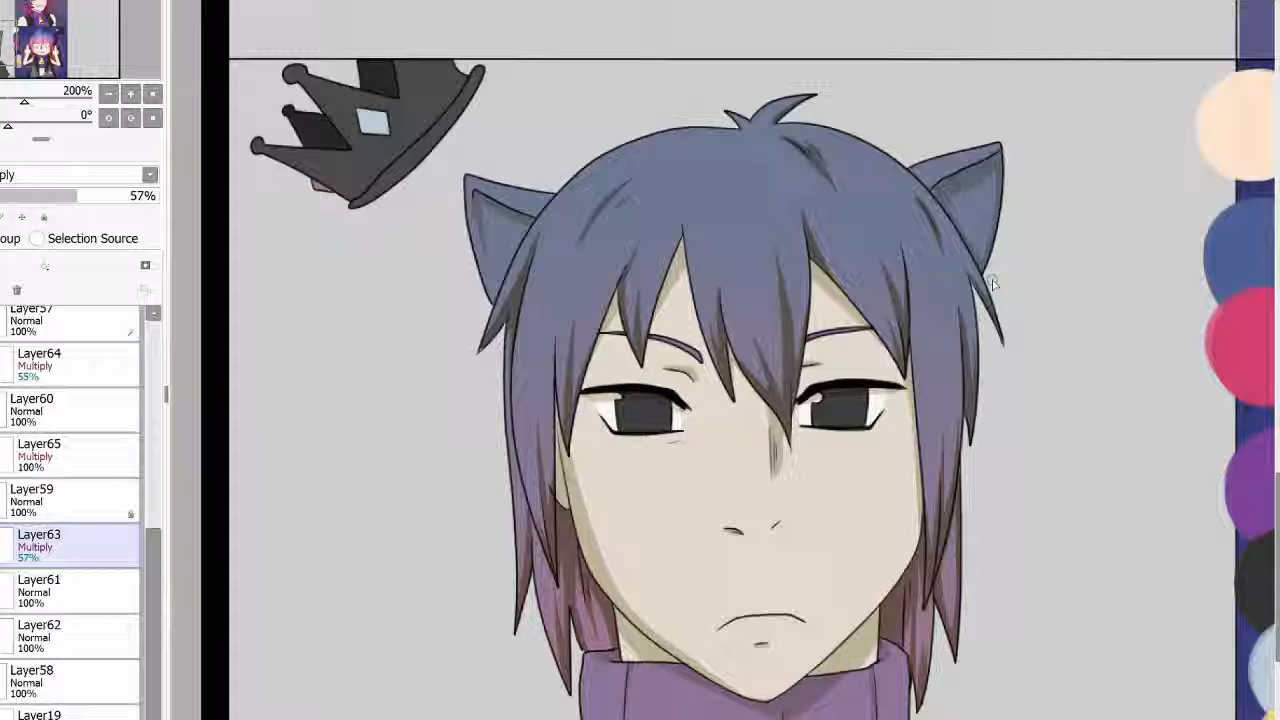 200%
0°
ply
57%
oup Selection Source
Layer57
Normal
100%
Layer64
Multiply
55%
Layer60
Normal
100%
Layer65
Multiply
100%
Layer59
Normal
100%
Layer63
Multiply
57%
Layer61
Normal
100%
Layer62
Normal
100%
Layer58
Normal
100%
Layer19